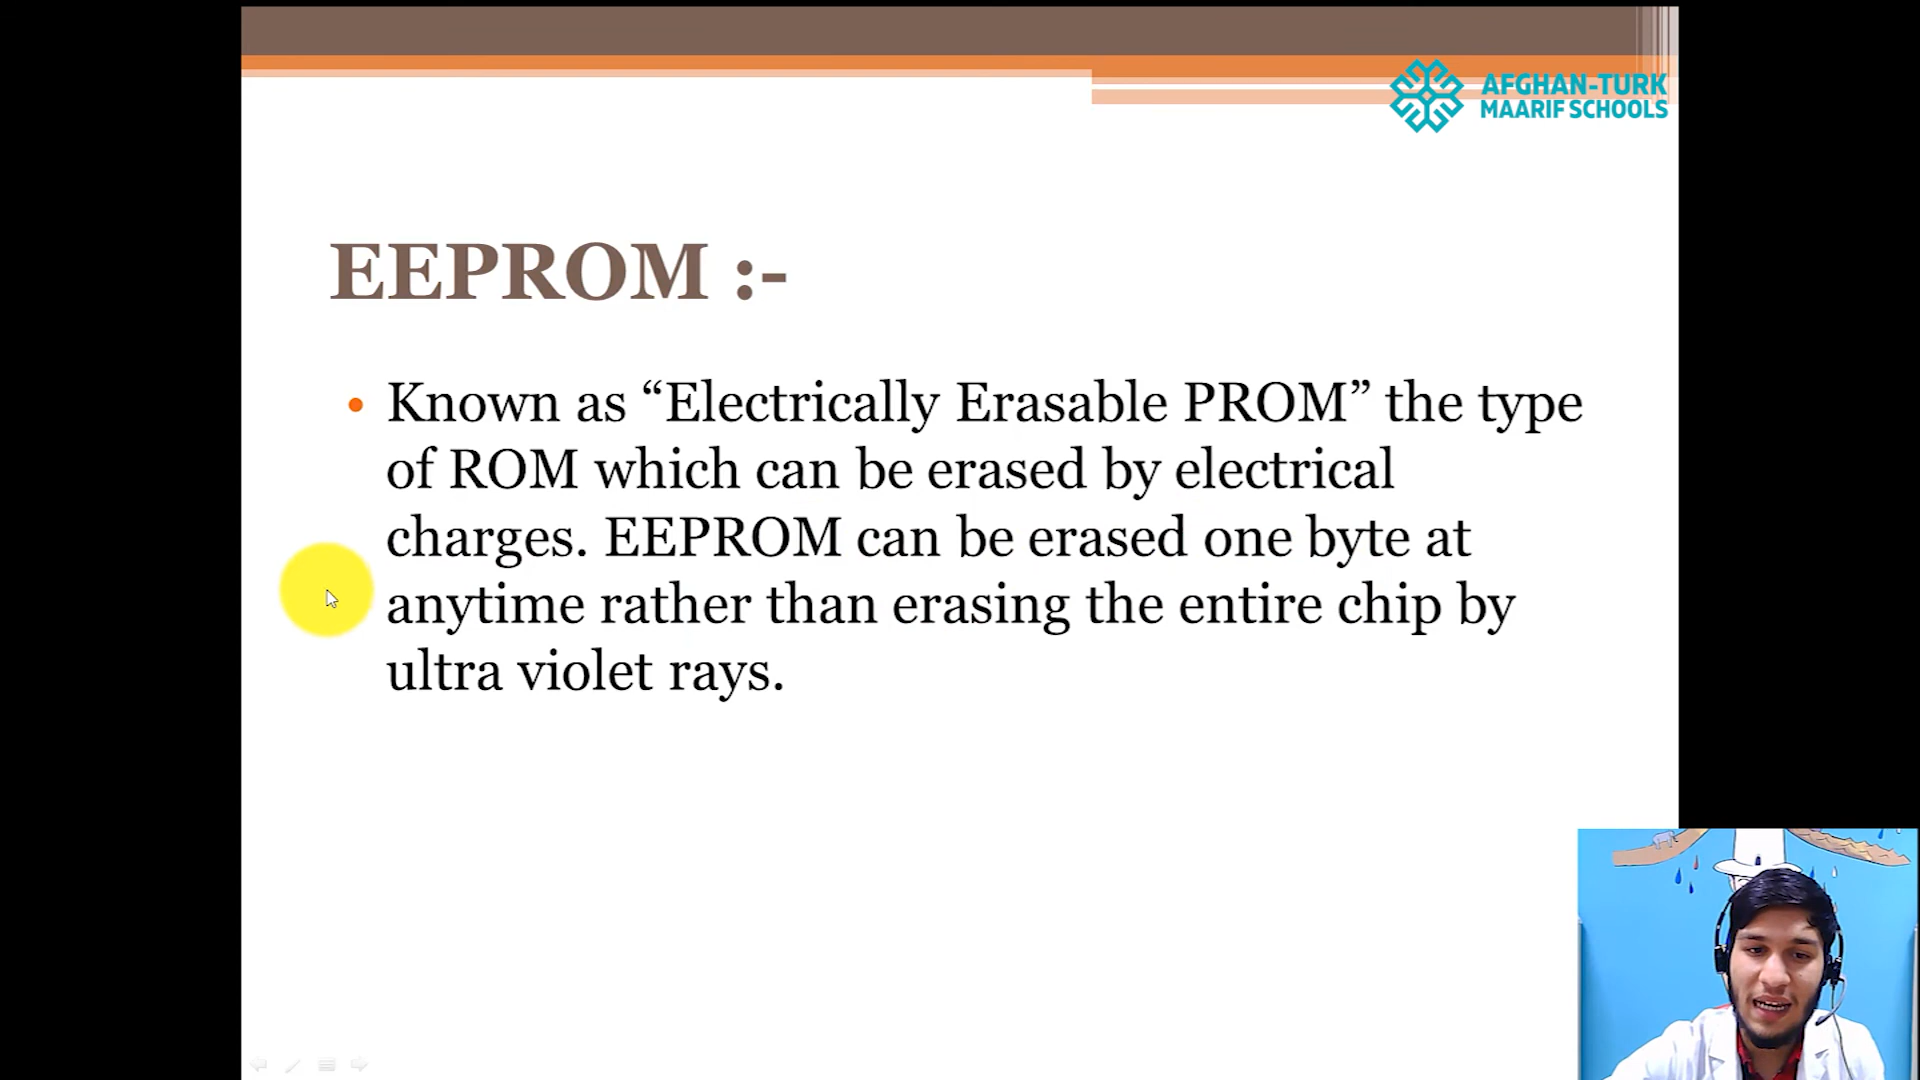 AFGHAN-TURK
MAARIF SCHOOLS
EEPROM :-
• Known as “Electrically Erasable PROM” the type
of ROM which can be erased by electrical
charges. EEPROM can be erased one byte at
anytime rather than erasing the entire chip by
ultra violet rays.